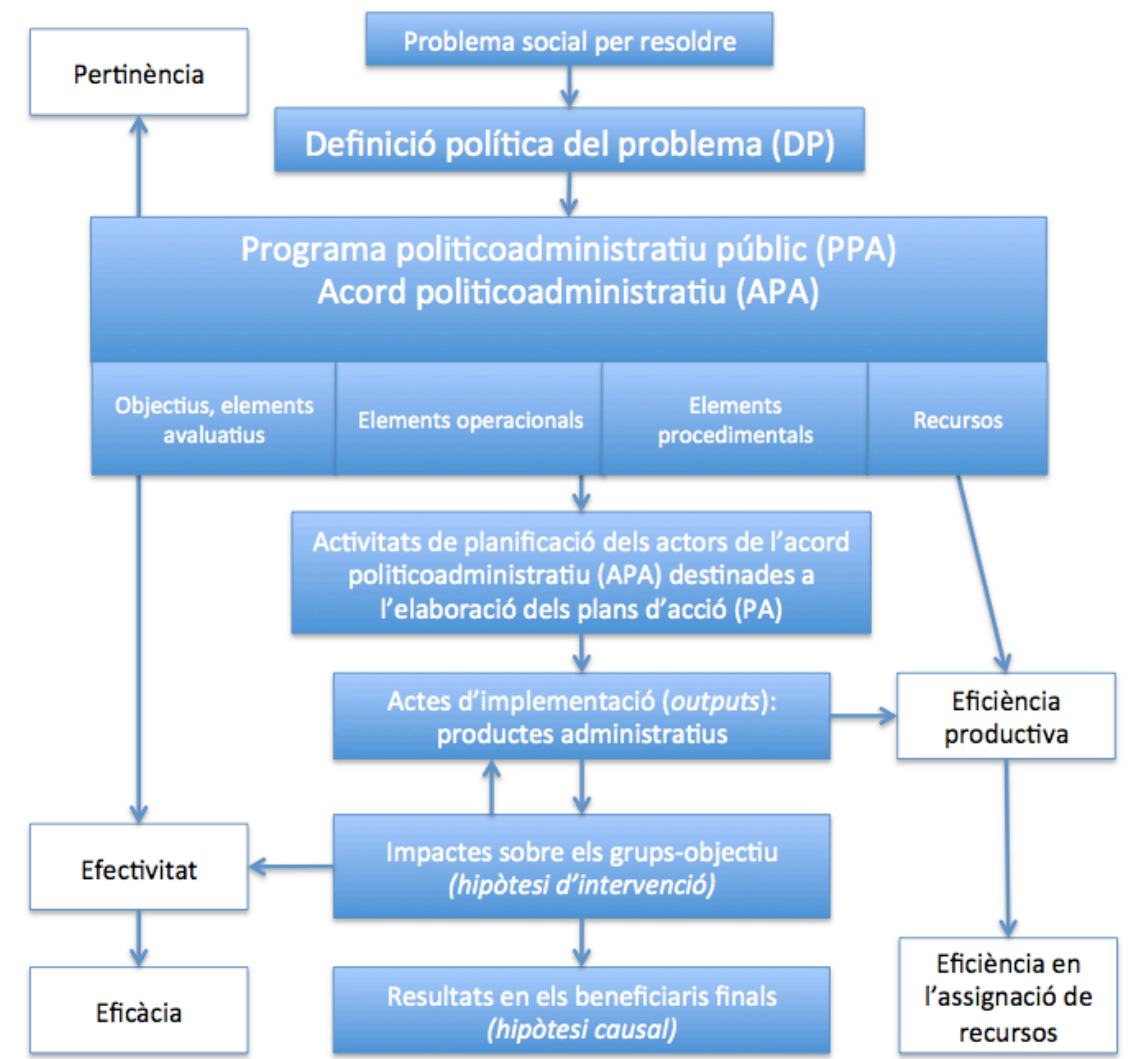 Problema social per resoldre
Pertinència
Definició política del problema (DP)
Programa politicoadministratiu públic (PPA)
Acord politicoadministratiu (APA)
Objectius, elements
avaluatius
Elements operacionals
Elements
procedimentals
Recursos
Activitats de planificació dels actors de l'acord
politicoadministratiu (APA) destinades a
l'elaboració dels plans d'acció (PA)
Actes d'implementació (outputs):
productes administratius
Eficiència
productiva
Efectivitat
Impactes sobre els grups-objectiu
(hipòtesi d'intervenció)
Eficàcia
Resultats en els beneficiaris finals
(hipòtesi causal)
Eficiència en
l'assignació de
recursos